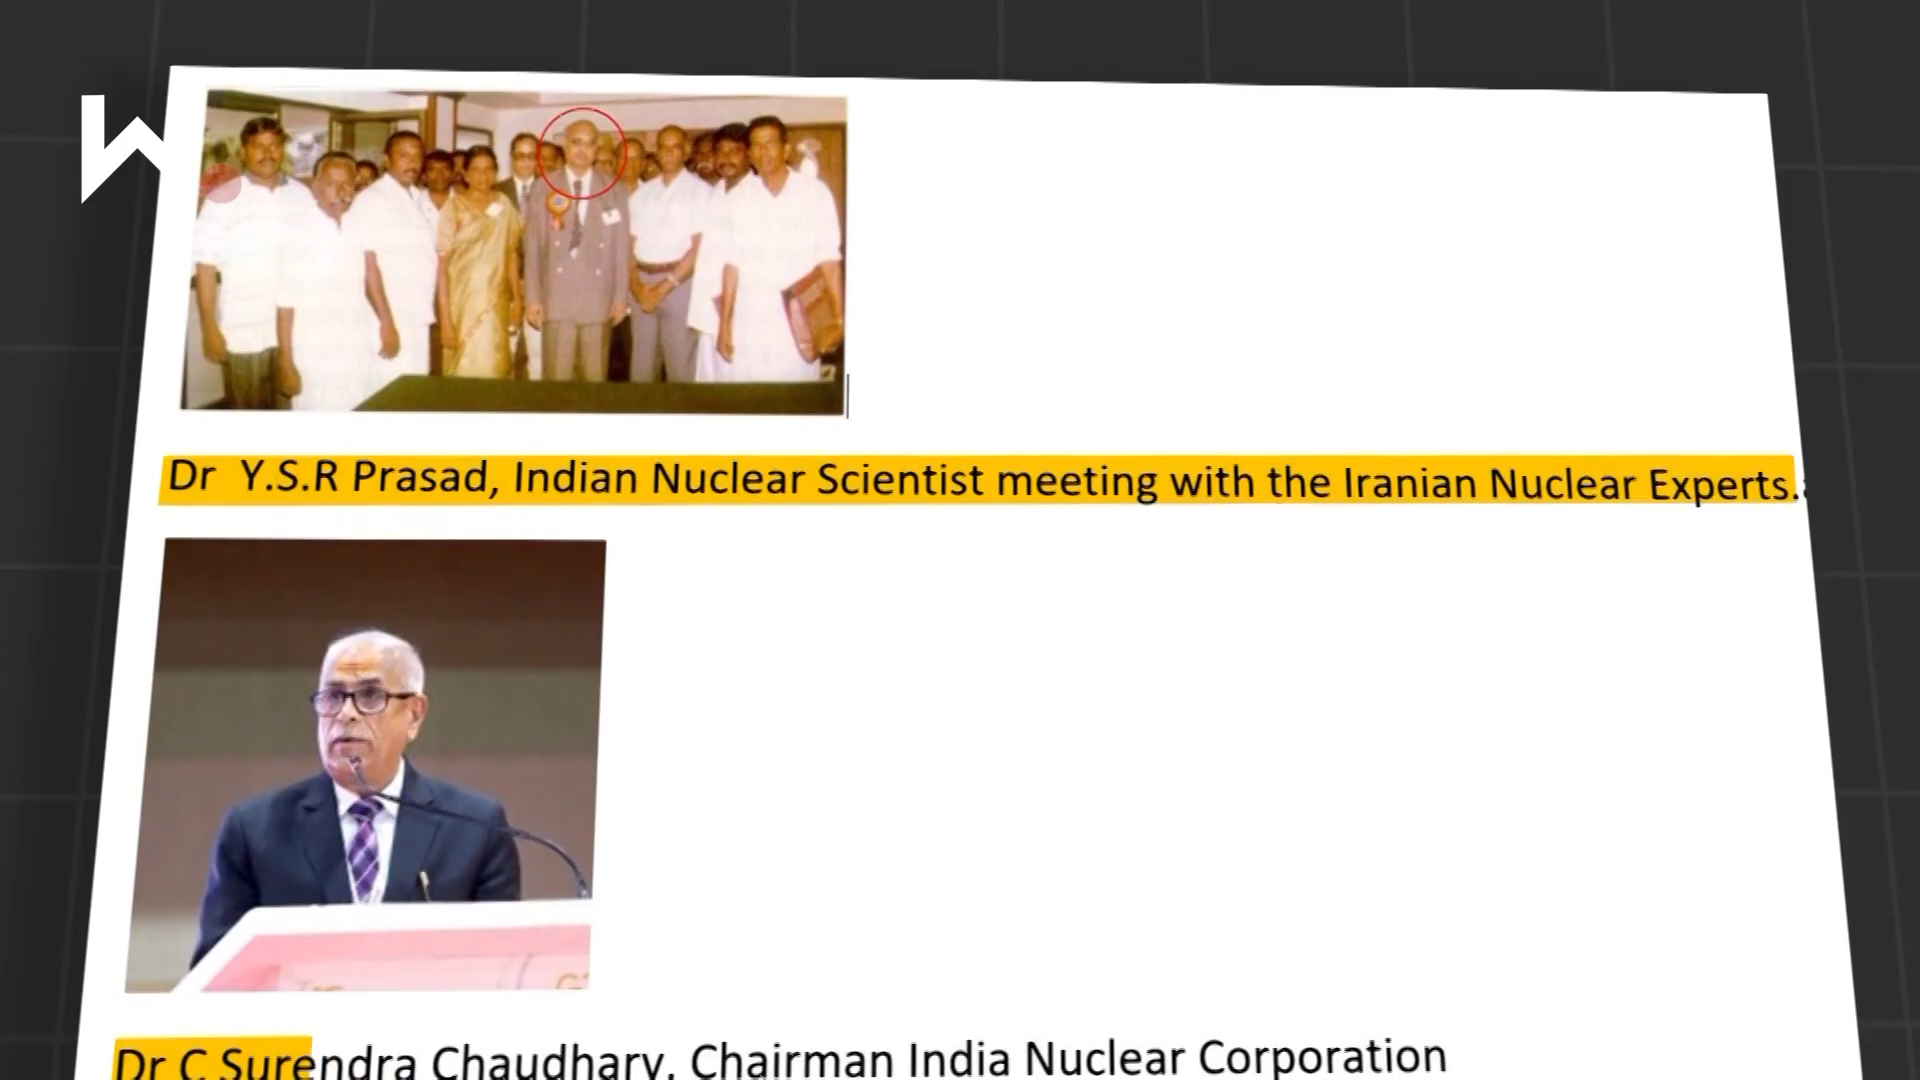 Dr Y.S.R Prasad, Indian Nuclear Scientist meeting with the Iranian Nuclear Experts.
Dr C Surendra Chaudhary, Chairman India Nuclear Corporation